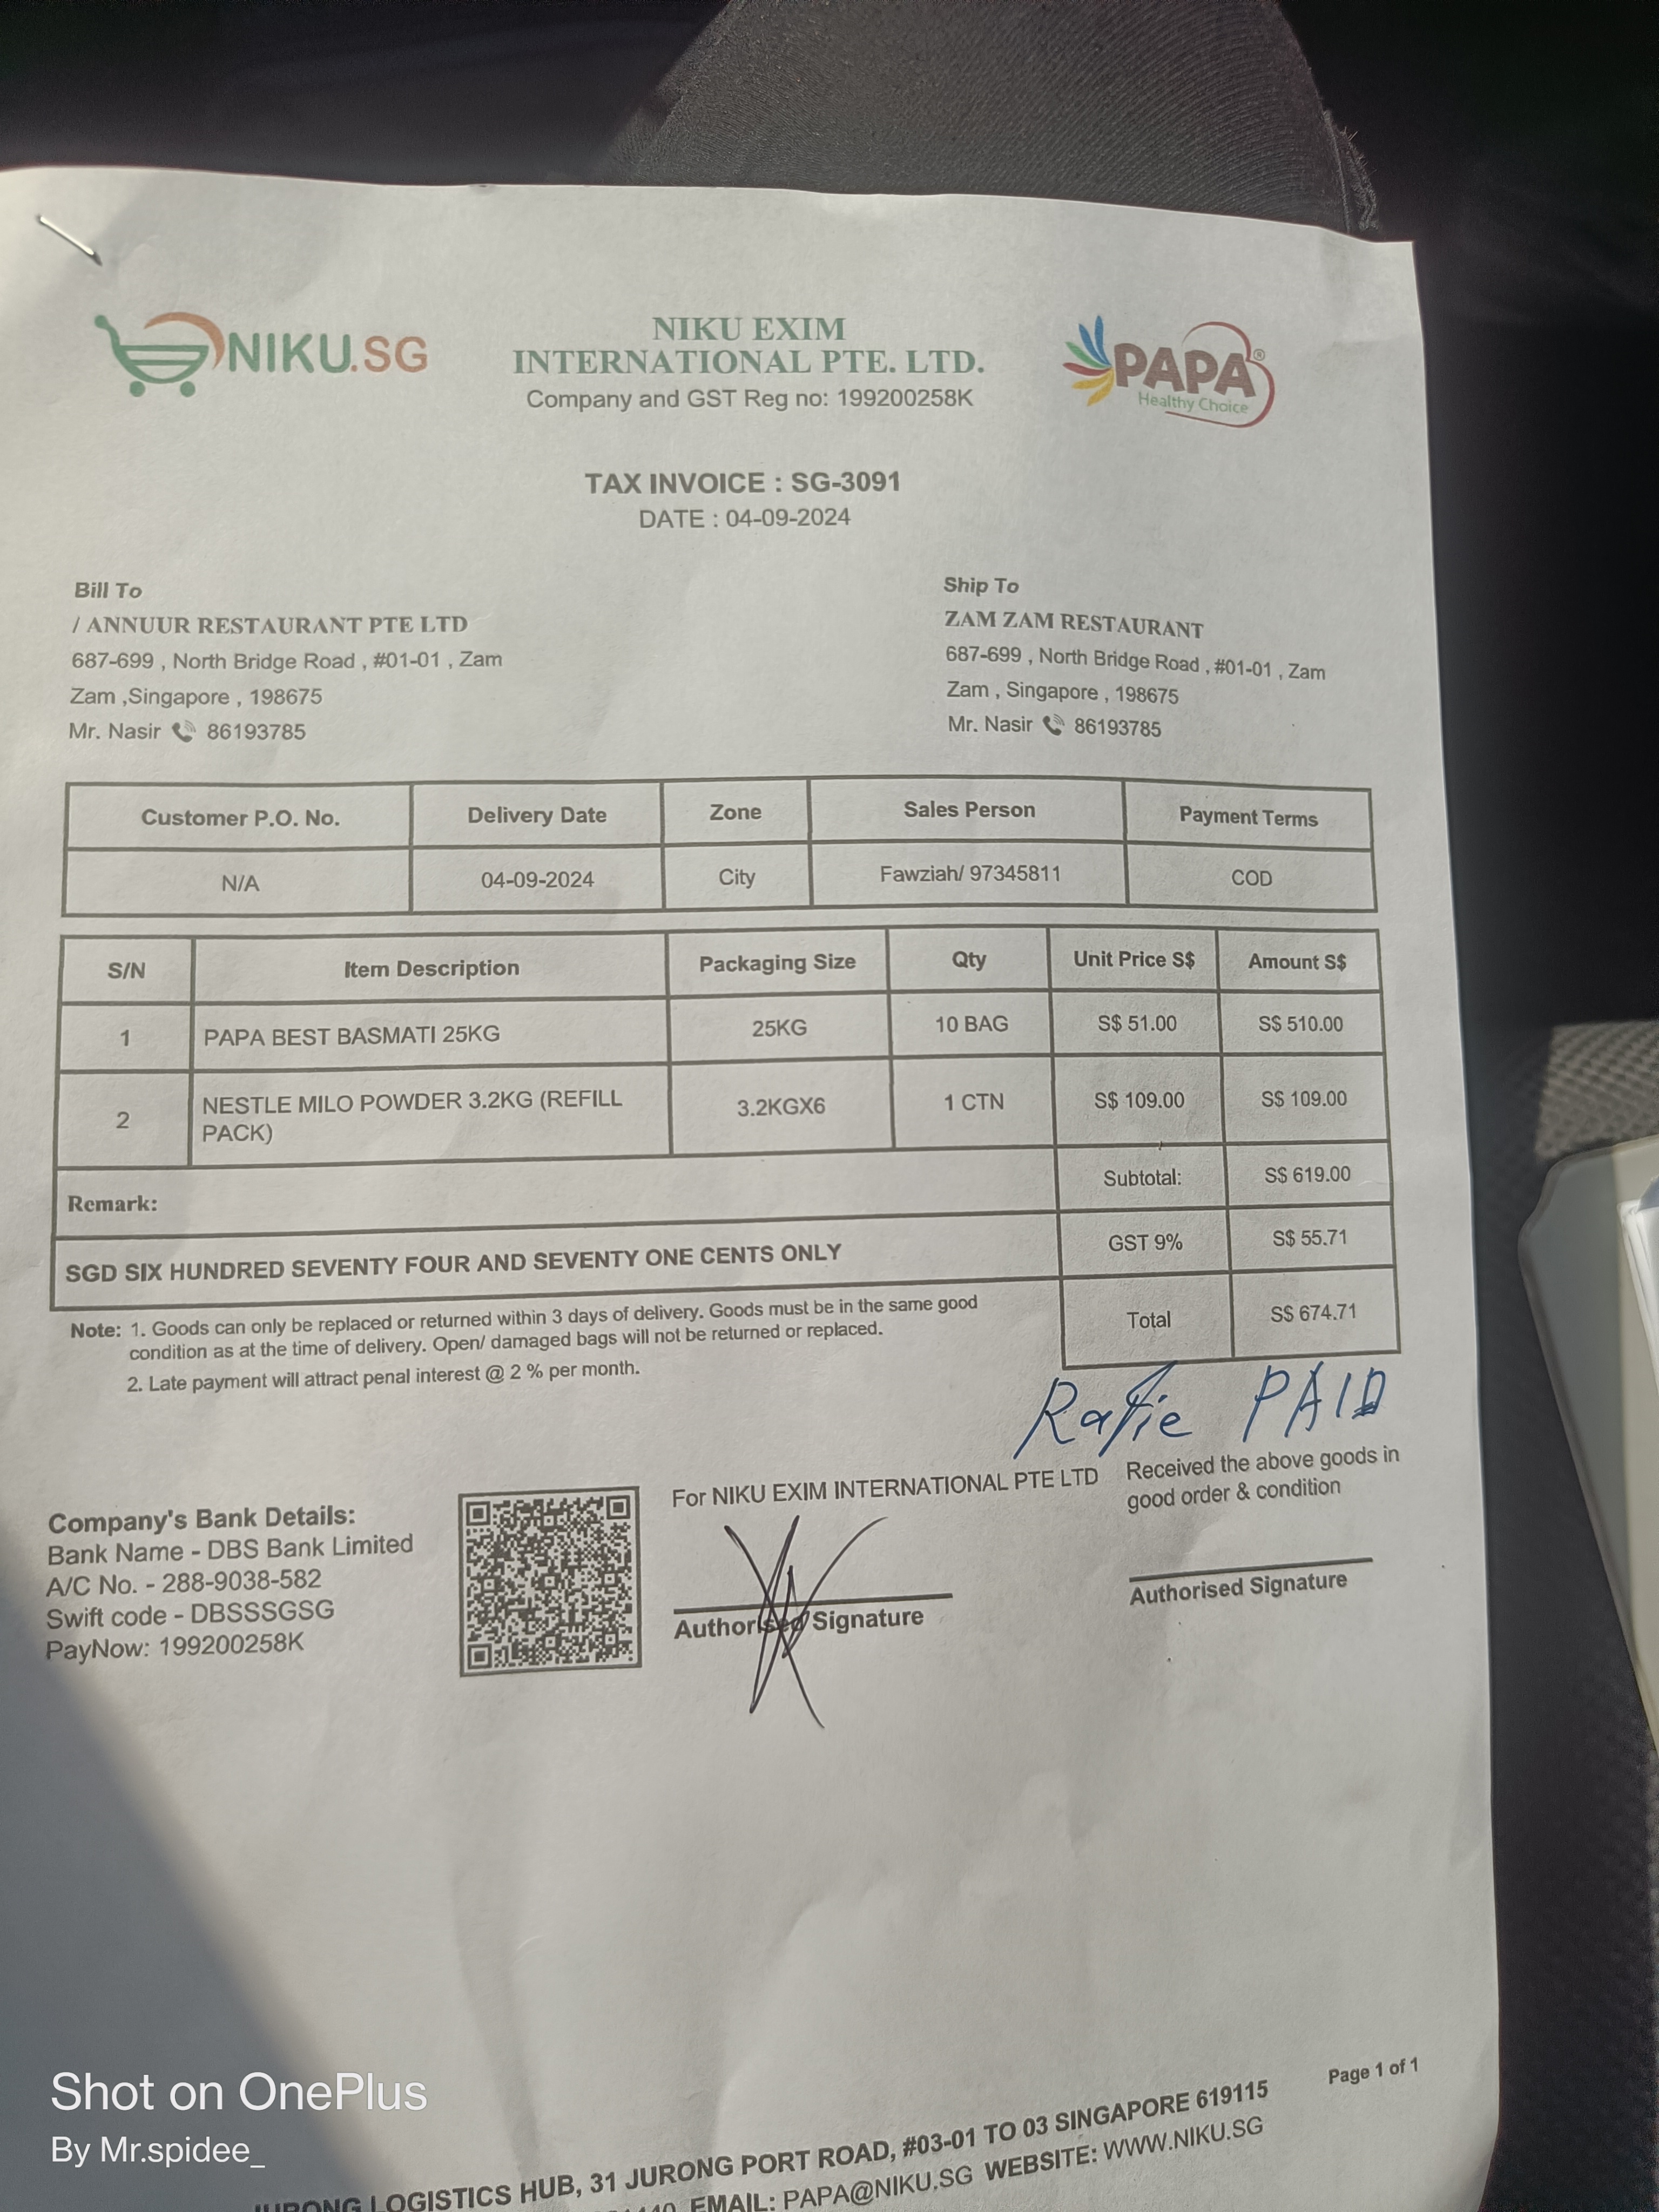 NIKU.SG
NIKU EXIM
INTERNATIONAL PTE. LTD.
Company and GST Reg no: 199200258K
PAPA®
Healthy Choice
TAX INVOICE : SG-3091
DATE : 04-09-2024
Bill To
/ ANNUUR RESTAURANT PTE LTD
687-699 , North Bridge Road , #01-01 , Zam
Zam ,Singapore , 198675
Mr. Nasir 86193785
Ship To
ZAM ZAM RESTAURANT
687-699 , North Bridge Road , #01-01 , Zam
Zam , Singapore , 198675
Mr. Nasir 86193785
Customer P.O. No. Delivery Date Zone Sales Person Payment Terms
N/A 04-09-2024 City Fawziah/ 97345811 COD
S/N Item Description Packaging Size Qty Unit Price S$ Amount S$
1 PAPA BEST BASMATI 25KG 25KG 10 BAG S$ 51.00 S$ 510.00
2 NESTLE MILO POWDER 3.2KG (REFILL 3.2KGX6 1 CTN S$ 109.00 S$ 109.00
PACK)
Remark: Subtotal: S$ 619.00
SGD SIX HUNDRED SEVENTY FOUR AND SEVENTY ONE CENTS ONLY GST 9% S$ 55.71
Total S$ 674.71
Note: 1. Goods can only be replaced or returned within 3 days of delivery. Goods must be in the same good
condition as at the time of delivery. Open/ damaged bags will not be returned or replaced.
2. Late payment will attract penal interest @ 2 % per month.
Rafie PAID
Company's Bank Details:
Bank Name - DBS Bank Limited
A/C No. - 288-9038-582
Swift code - DBSSSGSG
PayNow: 199200258K
For NIKU EXIM INTERNATIONAL PTE LTD
Authorised Signature
Received the above goods in
good order & condition
Authorised Signature
Page 1 of 1
JURONG LOGISTICS HUB, 31 JURONG PORT ROAD, #03-01 TO 03 SINGAPORE 619115
EMAIL: PAPA@NIKU.SG WEBSITE: WWW.NIKU.SG
Shot on OnePlus
By Mr.spidee_